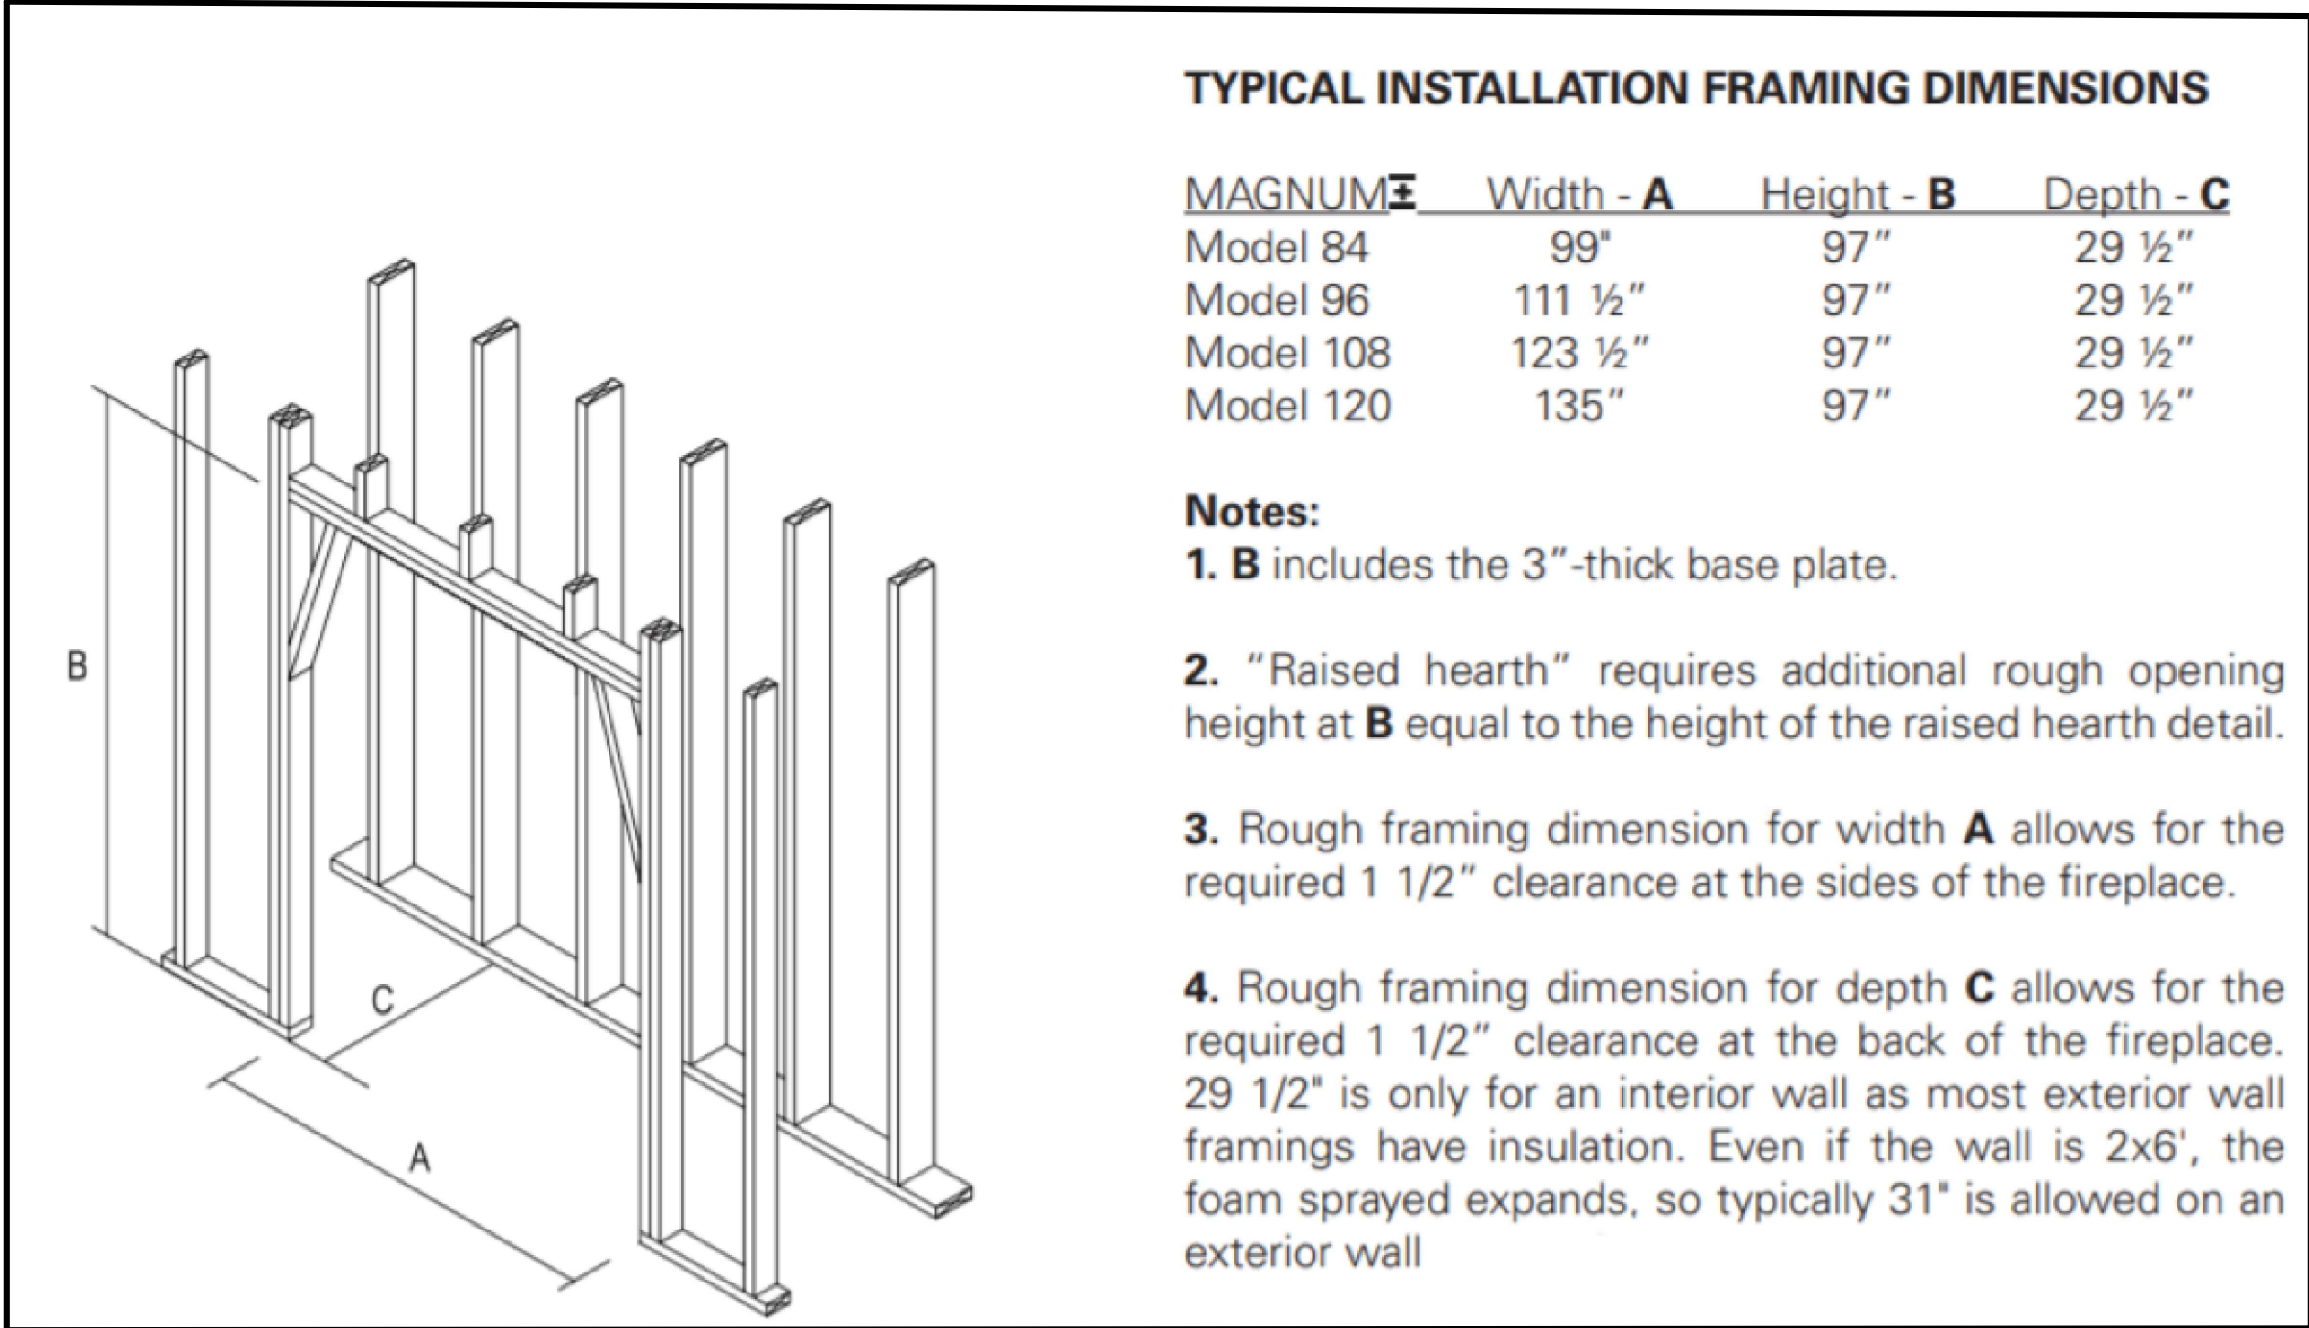 TYPICAL INSTALLATION FRAMING DIMENSIONS
MAGNUM± Width - A Height - B Depth - C
Model 84 99" 97” 29 ½”
Model 96 111 ½” 97” 29 ½”
Model 108 123 ½” 97” 29 ½”
Model 120 135” 97” 29 ½”
Notes:
1. B includes the 3”-thick base plate.
2. “Raised hearth” requires additional rough opening
height at B equal to the height of the raised hearth detail.
3. Rough framing dimension for width A allows for the
required 1 1/2” clearance at the sides of the fireplace.
4. Rough framing dimension for depth C allows for the
required 1 1/2” clearance at the back of the fireplace.
29 1/2" is only for an interior wall as most exterior wall
framings have insulation. Even if the wall is 2x6', the
foam sprayed expands, so typically 31" is allowed on an
exterior wall
B
C
A